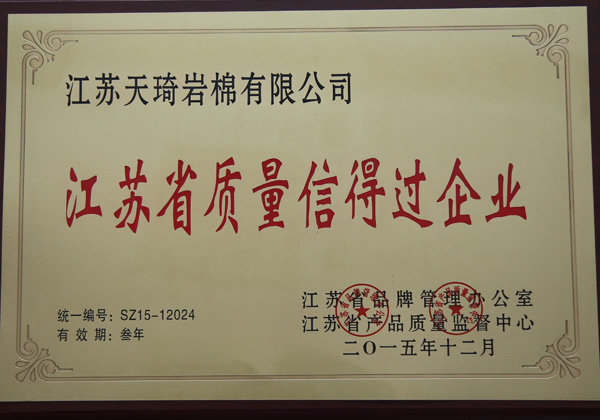 江苏天琦岩棉有限公司
江苏省质量信得过企业
统一编号：SZ15-12024
有 效 期：叁年
江苏省品牌管理办公室
江苏省产品质量监督中心
二〇一五年十二月